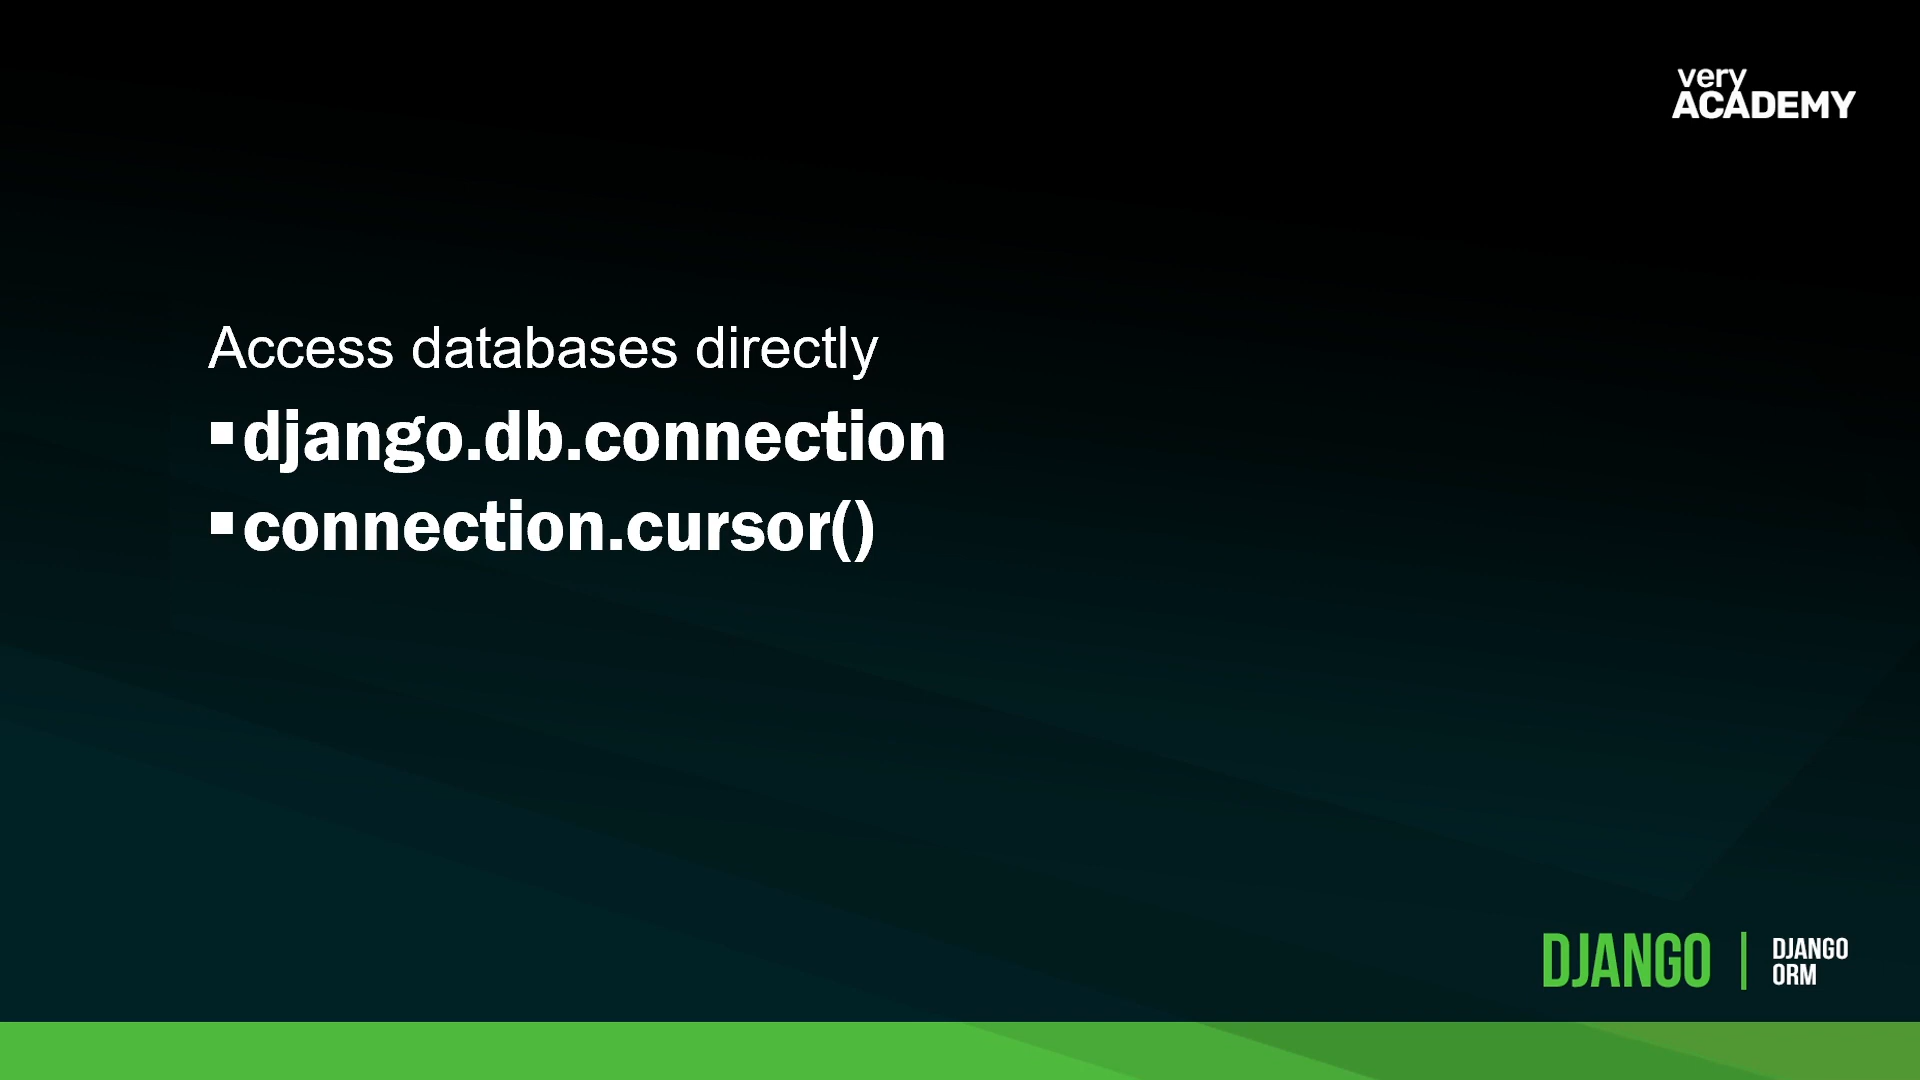 very
ACADEMY
Access databases directly
▪django.db.connection
▪connection.cursor()
DJANGO
DJANGO
ORM